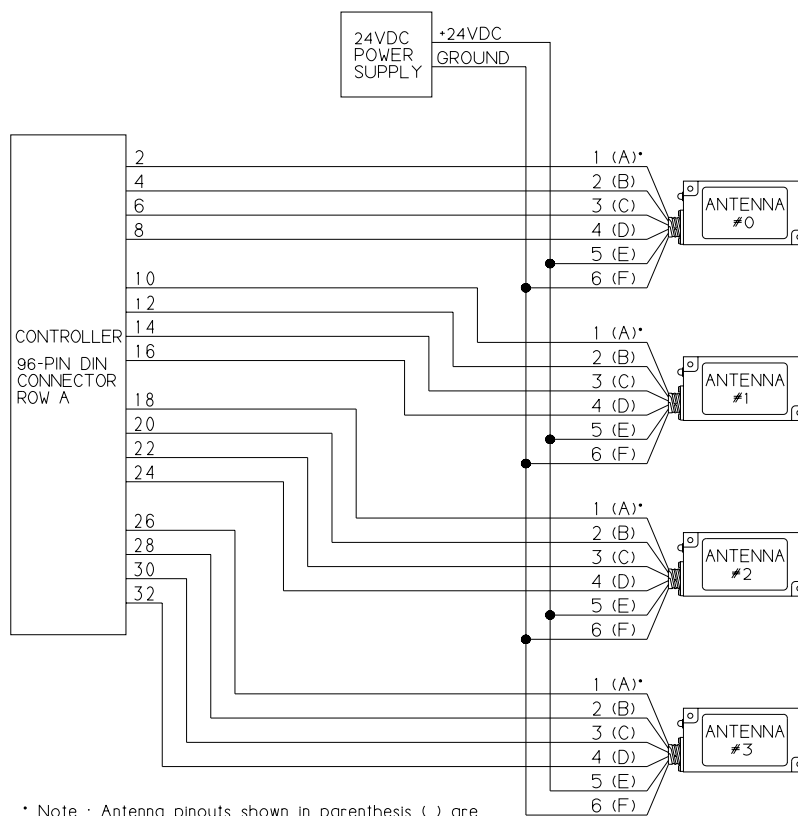 24VDC
POWER
SUPPLY
+24VDC
GROUND
CONTROLLER
96-PIN DIN
CONNECTOR
ROW A
2
4
6
8
10
12
14
16
18
20
22
24
26
28
30
32
1 (A)*
2 (B)
3 (C)
4 (D)
5 (E)
6 (F)
ANTENNA
#0
1 (A)*
2 (B)
3 (C)
4 (D)
5 (E)
6 (F)
ANTENNA
#1
1 (A)*
2 (B)
3 (C)
4 (D)
5 (E)
6 (F)
ANTENNA
#2
1 (A)*
2 (B)
3 (C)
4 (D)
5 (E)
6 (F)
ANTENNA
#3
* Note : Antenna pinouts shown in parenthesis ( ) are